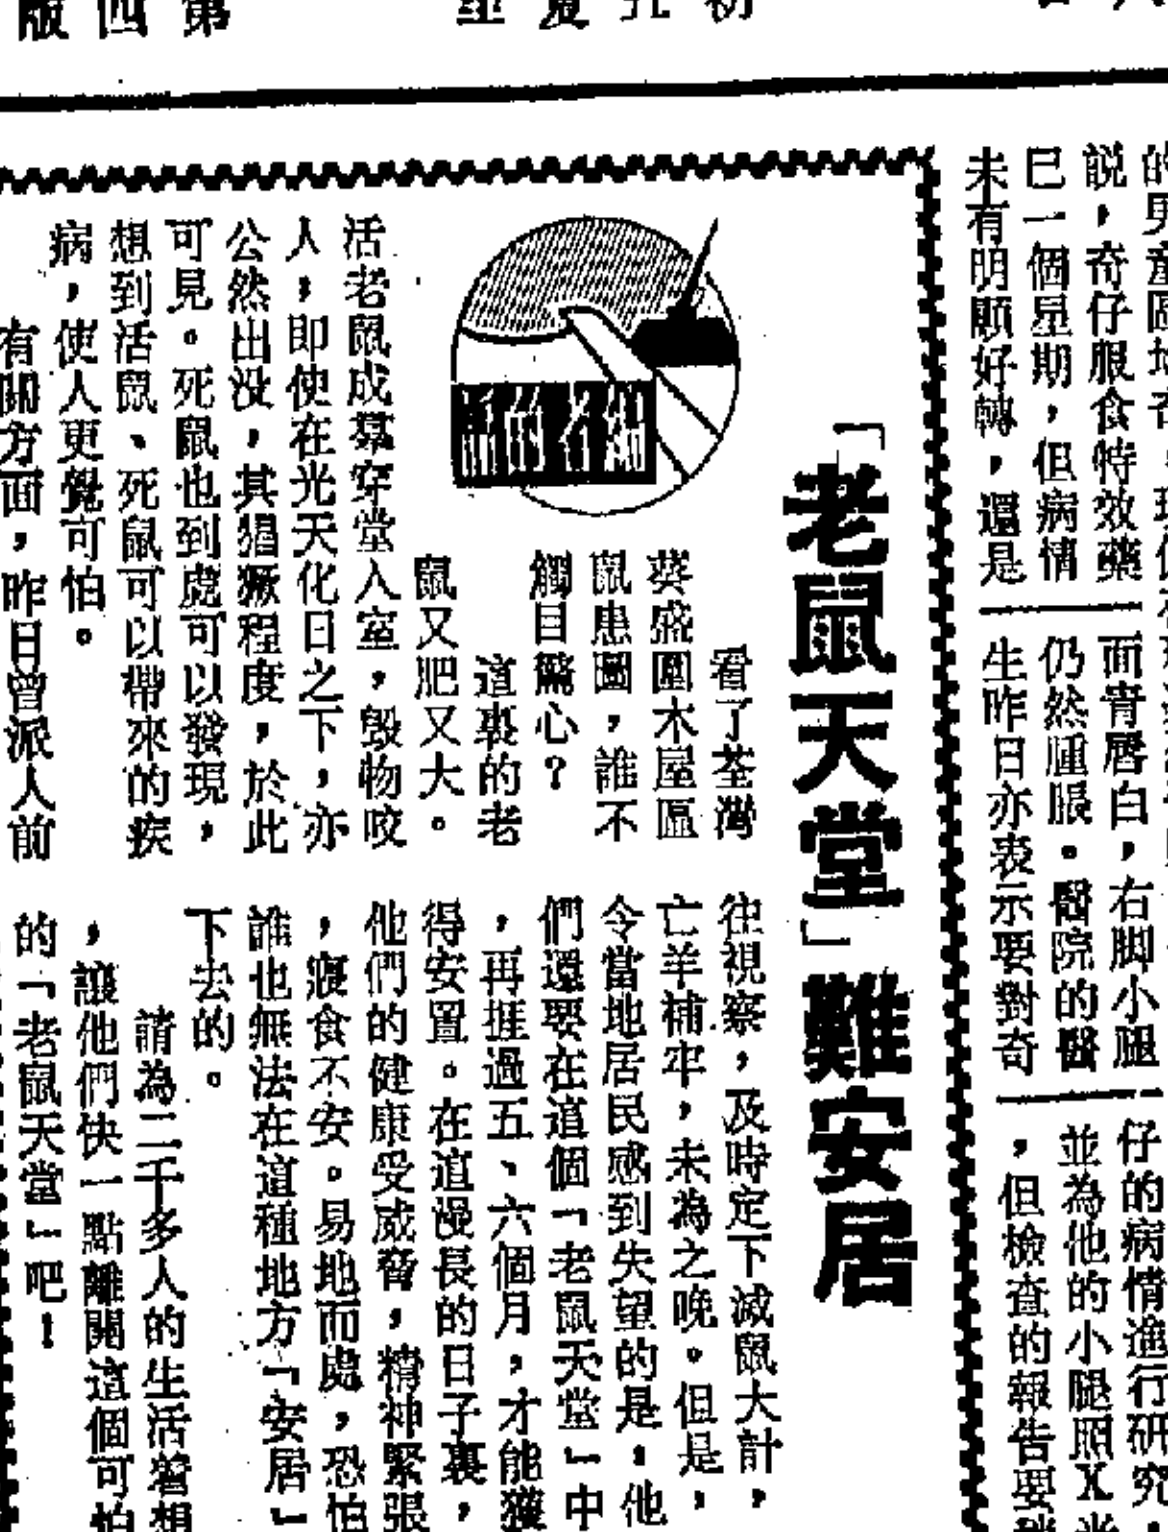 第四版
「老鼠天堂」難安居
看了荃灣
葵盛圍木屋區
鼠患圖，誰不
觸目驚心？
這裏的老
鼠又肥又大。
活老鼠成羣穿堂入室，毀物咬
人，即使在光天化日之下，亦
公然出没，其猖獗程度，於此
可見。死鼠也到處可以發現，
想到活鼠、死鼠可以帶來的疾
病，使人更覺可怕。
有關方面，昨日曾派人前
往視察，及時定下滅鼠大計，
亡羊補牢，未為之晚。但是，
令當地居民感到失望的是：他
們還要在這個「老鼠天堂」中
，再捱過五、六個月，才能獲
得安置。在這漫長的日子裏，
他們的健康受威脅，精神緊張
，寢食不安。易地而處，恐怕
誰也無法在這種地方「安居」
下去的。
請為二千多人的生活着想
，讓他們快一點離開這個可怕
的「老鼠天堂」吧！
説，奇仔服食特效藥
巳一個星期，但病情
未有明顯好轉，還是
面青唇白，右脚小腿
仍然腫脹。醫院的醫
生昨日亦表示要對奇
仔的病情進行研究，
並為他的小腿照X光
，但檢查的報告要